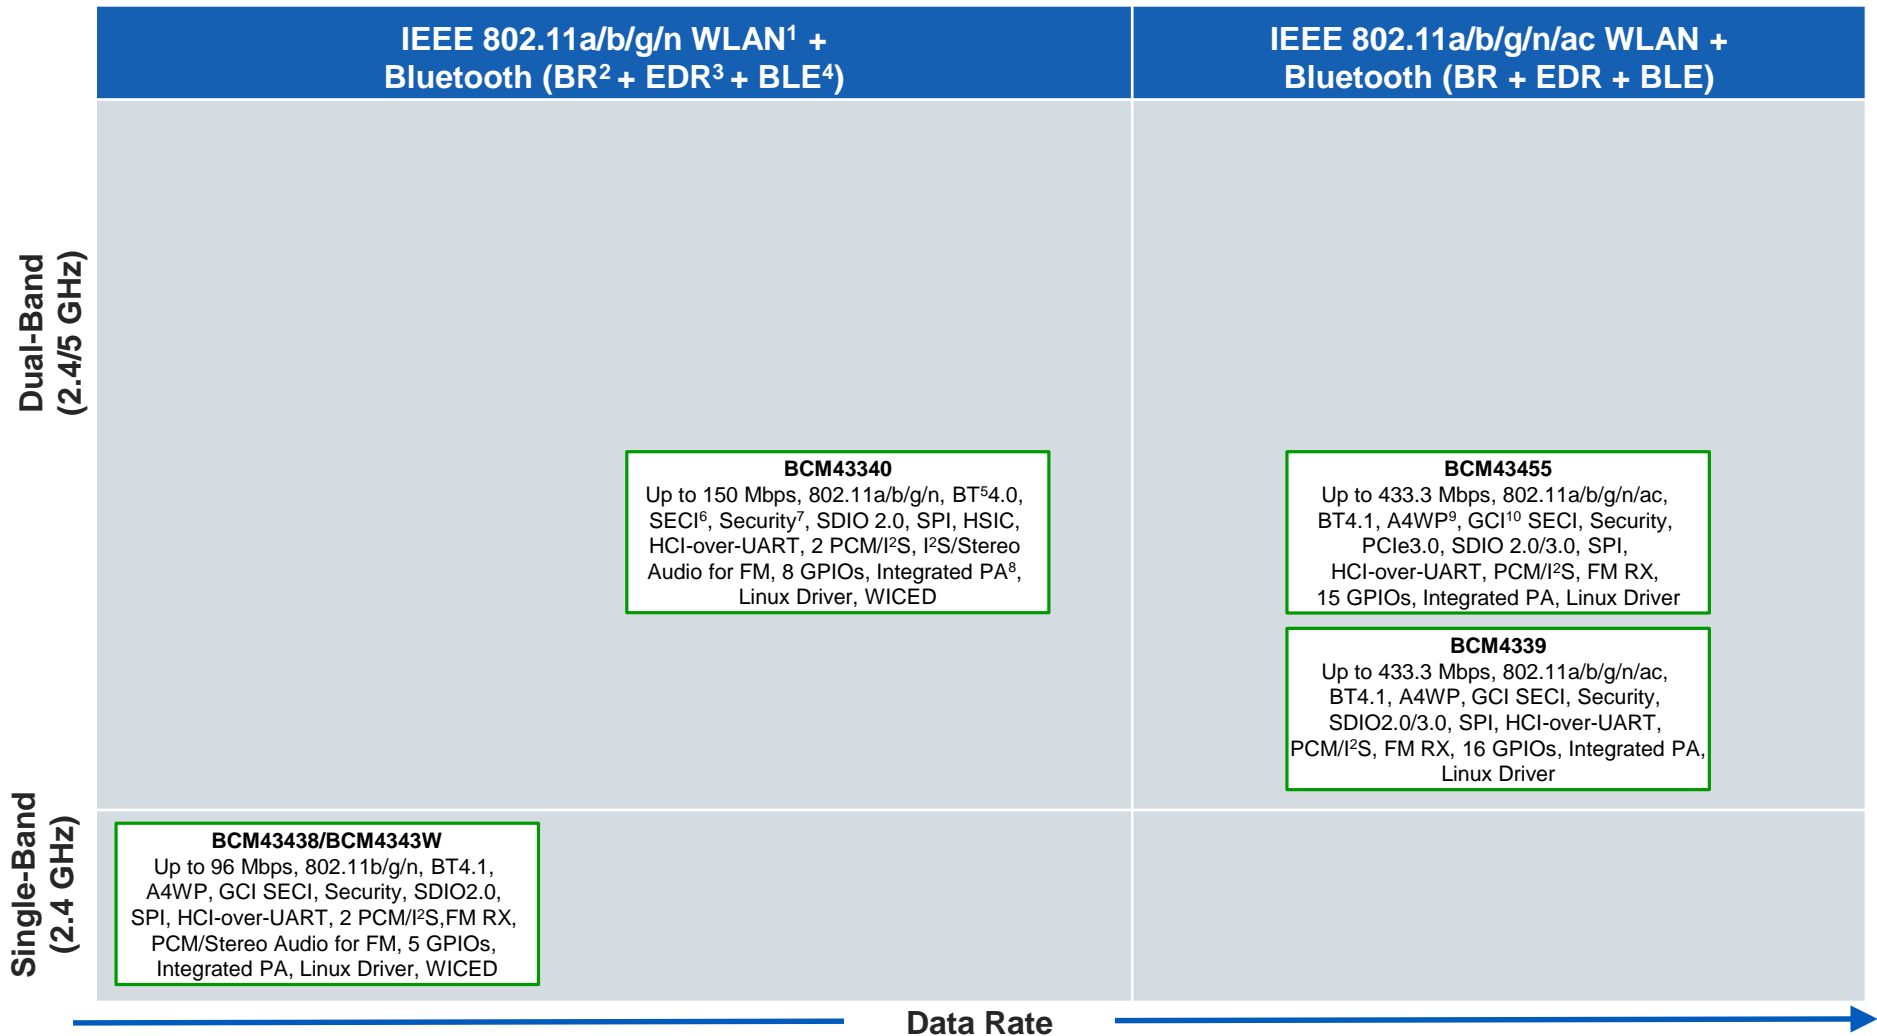 IEEE 802.11a/b/g/n WLAN¹ +
Bluetooth (BR² + EDR³ + BLE⁴)
IEEE 802.11a/b/g/n/ac WLAN +
Bluetooth (BR + EDR + BLE)
Dual-Band
(2.4/5 GHz)
BCM43340
Up to 150 Mbps, 802.11a/b/g/n, BT⁵4.0,
SECI⁶, Security⁷, SDIO 2.0, SPI, HSIC,
HCI-over-UART, 2 PCM/I²S, I²S/Stereo
Audio for FM, 8 GPIOs, Integrated PA⁸,
Linux Driver, WICED
BCM43455
Up to 433.3 Mbps, 802.11a/b/g/n/ac,
BT4.1, A4WP⁹, GCI¹⁰ SECI, Security,
PCIe3.0, SDIO 2.0/3.0, SPI,
HCI-over-UART, PCM/I²S, FM RX,
15 GPIOs, Integrated PA, Linux Driver
BCM4339
Up to 433.3 Mbps, 802.11a/b/g/n/ac,
BT4.1, A4WP, GCI SECI, Security,
SDIO2.0/3.0, SPI, HCI-over-UART,
PCM/I²S, FM RX, 16 GPIOs, Integrated PA,
Linux Driver
Single-Band
(2.4 GHz)
BCM43438/BCM4343W
Up to 96 Mbps, 802.11b/g/n, BT4.1,
A4WP, GCI SECI, Security, SDIO2.0,
SPI, HCI-over-UART, 2 PCM/I²S,FM RX,
PCM/Stereo Audio for FM, 5 GPIOs,
Integrated PA, Linux Driver, WICED
Data Rate